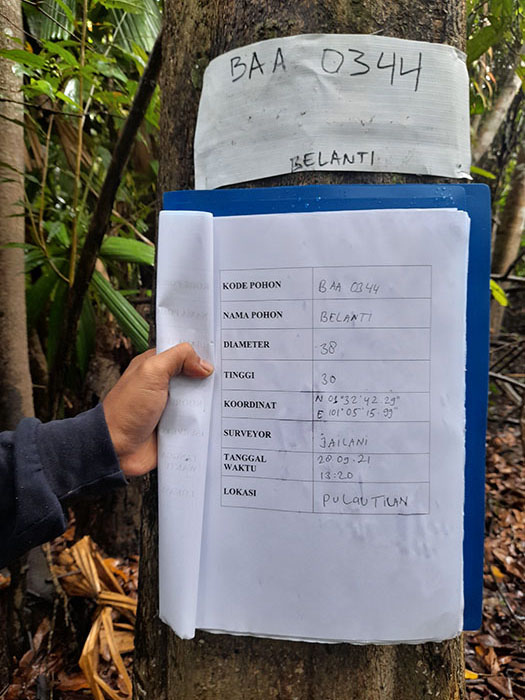 BAA 0344
BELANTI
KODE POHON BAA 0344
NAMA POHON BELANTI
DIAMETER 38
TINGGI 30
KOORDINAT N 01°32'42.29"
E 101°05'15.99"
SURVEYOR JAILANI
TANGGAL 28.09.21
WAKTU 13:20
LOKASI PULAU TILAN